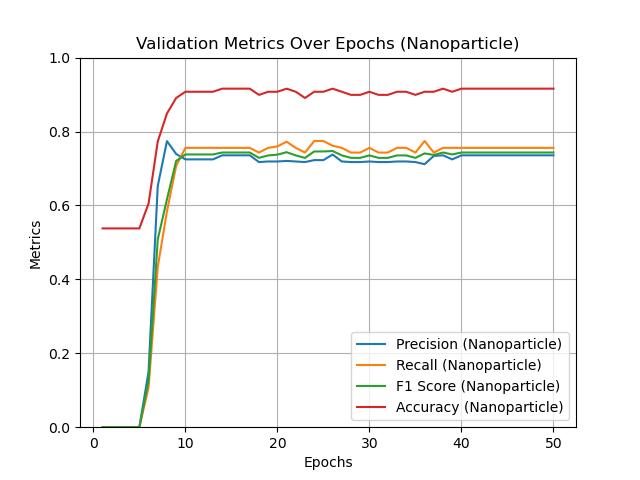 Validation Metrics Over Epochs (Nanoparticle)
1.0
0.8
0.6
0.4
0.2
0.0
Metrics
Precision (Nanoparticle)
Recall (Nanoparticle)
F1 Score (Nanoparticle)
Accuracy (Nanoparticle)
0 10 20 30 40 50
Epochs